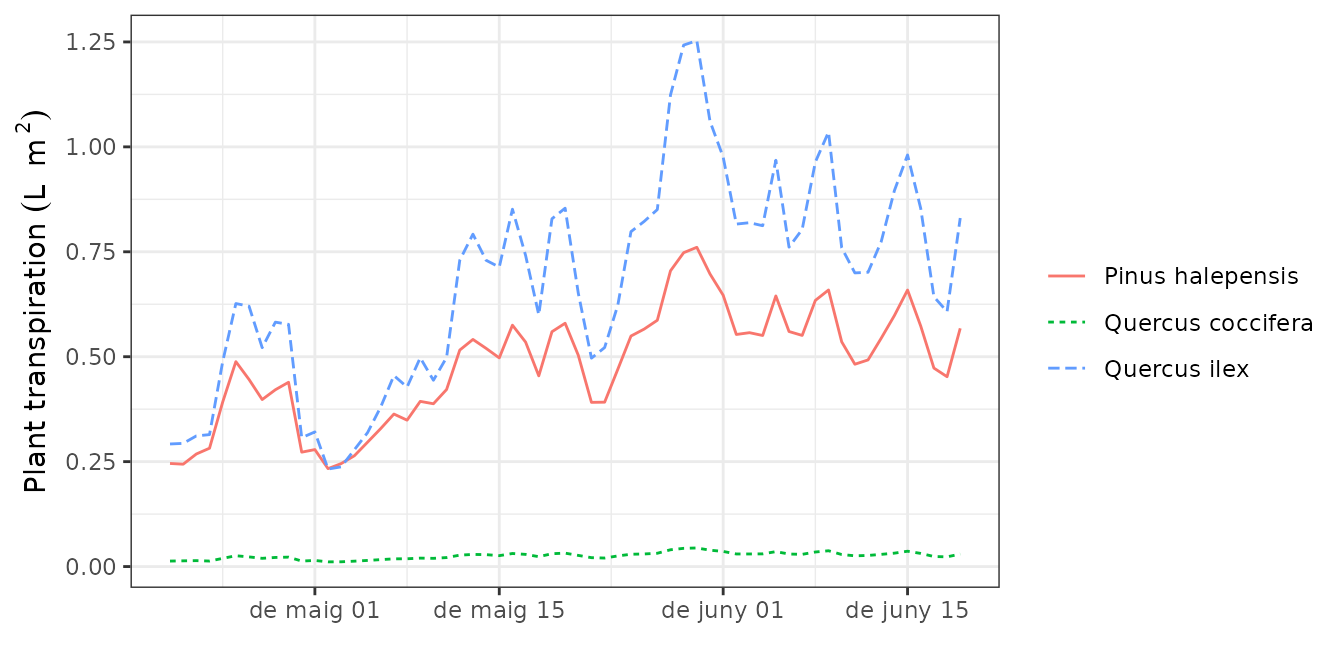 Plant transpiration (L m²)
1.25
1.00
0.75
0.50
0.25
0.00
de maig 01
de maig 15
de juny 01
de juny 15
Pinus halepensis
Quercus coccifera
Quercus ilex